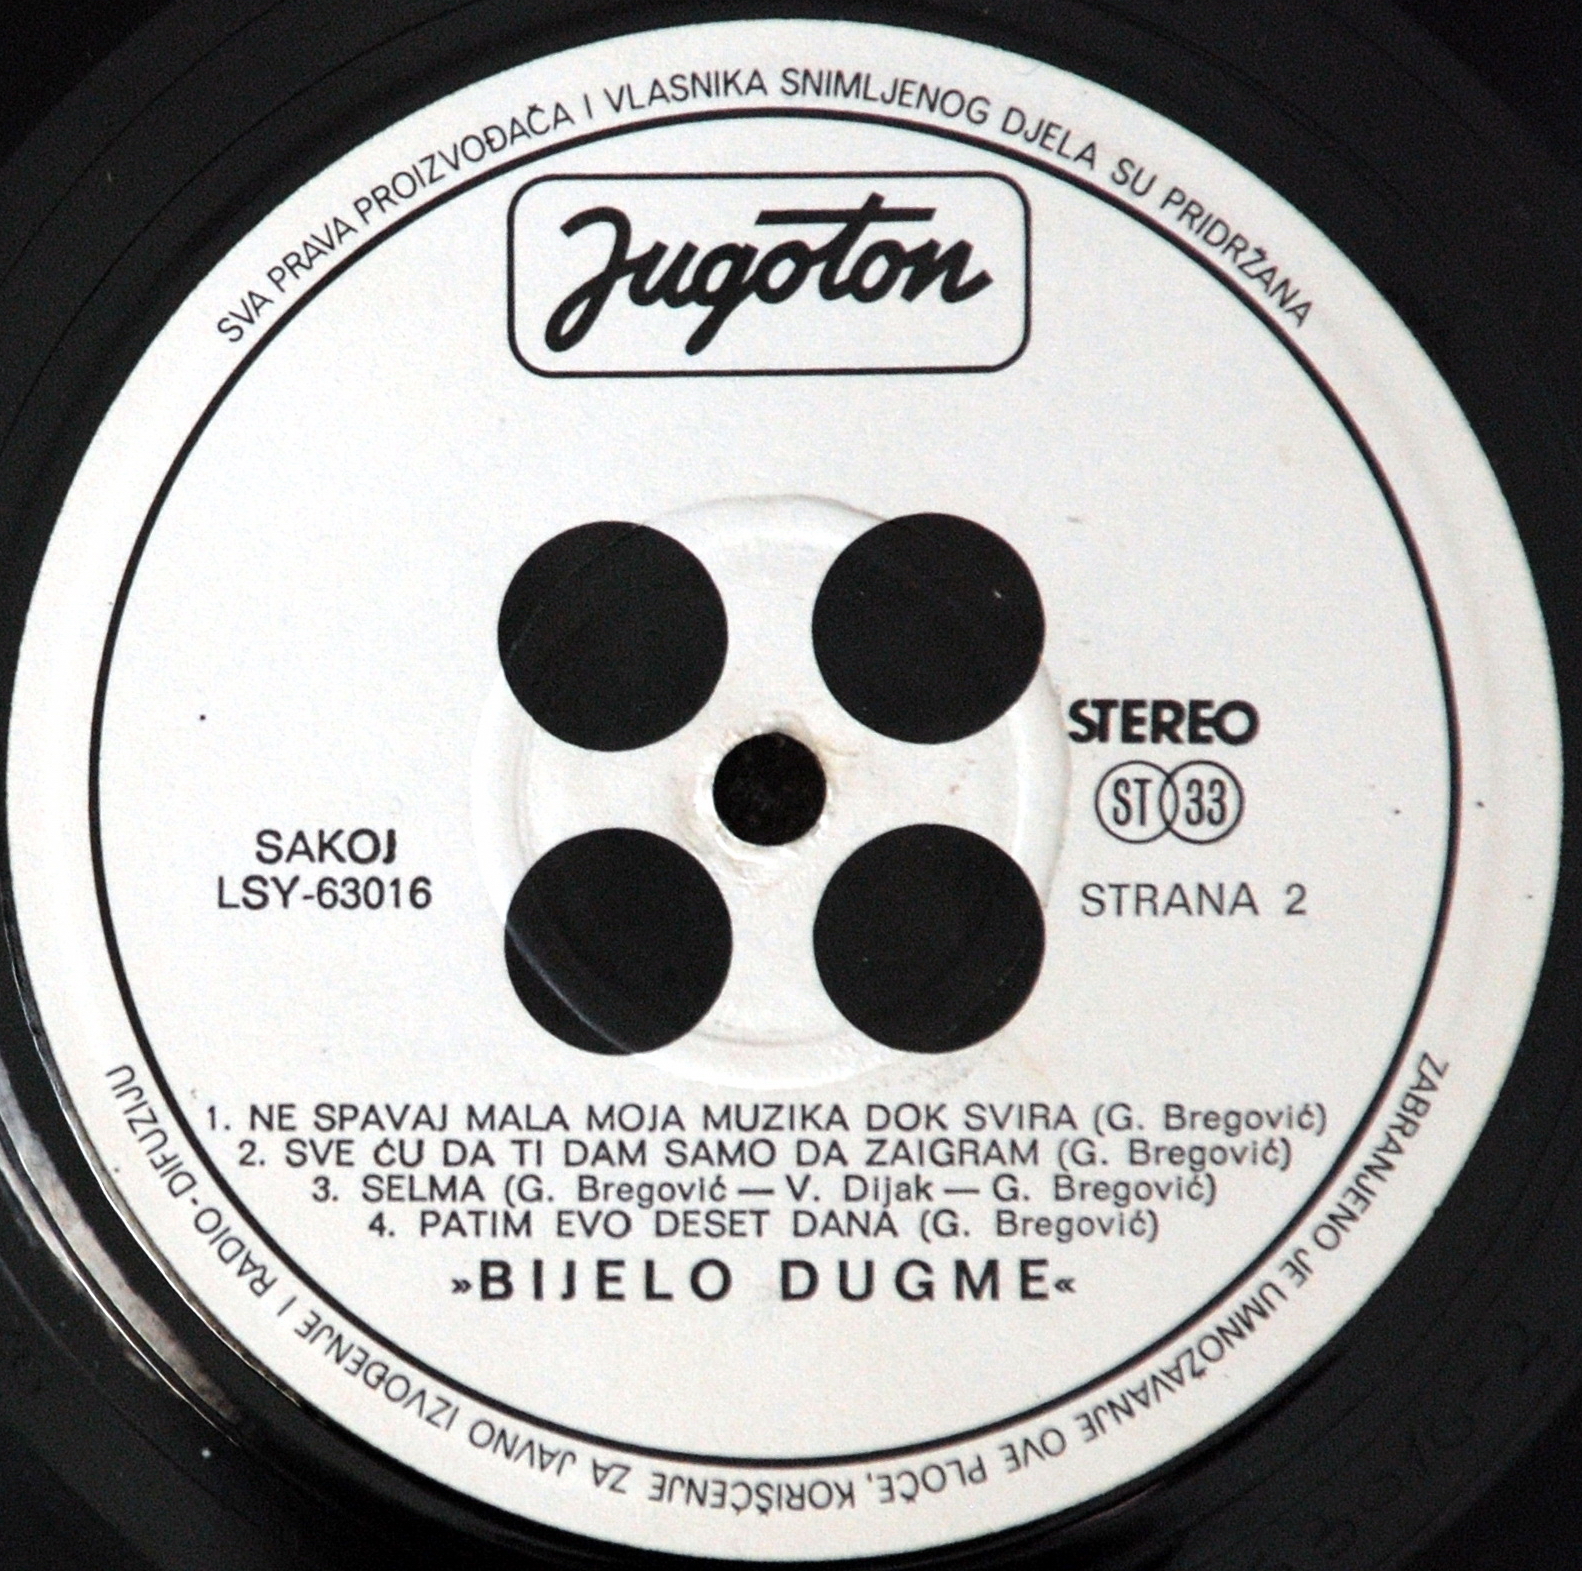 SVA PRAVA PROIZVOĐAČA I VLASNIKA SNIMLJENOG DJELA SU PRIDRŽANA
Jugoton
STEREO
ST 33
SAKOJ
LSY-63016
STRANA 2
1. NE SPAVAJ MALA MOJA MUZIKA DOK SVIRA (G. Bregović)
2. SVE ĆU DA TI DAM SAMO DA ZAIGRAM (G. Bregović)
3. SELMA (G. Bregović — V. Dijak — G. Bregović)
4. PATIM EVO DESET DANA (G. Bregović)
»BIJELO DUGME«
ZABRANJENO JE UMNOŽAVANJE OVE PLOČE, KORIŠĆENJE ZA JAVNO IZVOĐENJE I RADIO-DIFUZIJU